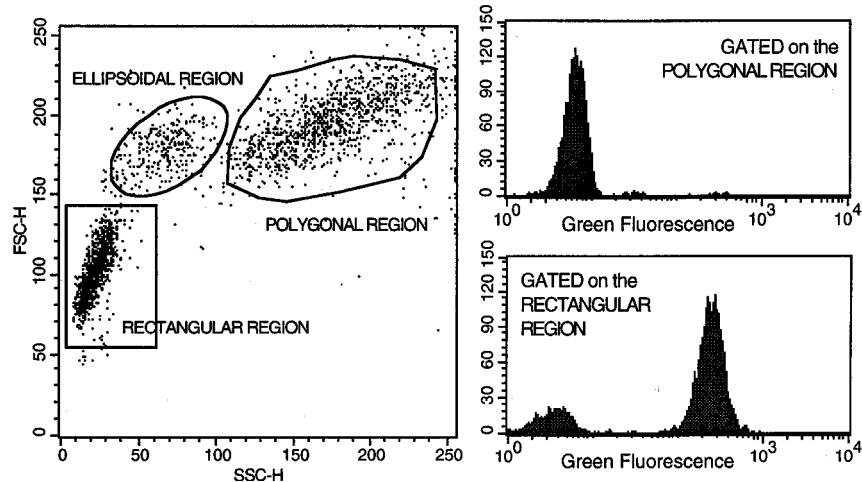 250
200
150
100
50
0
FSC-H
ELLIPSOIDAL REGION
POLYGONAL REGION
RECTANGULAR REGION
0 50 100 150 200 250
SSC-H
150
120
90
60
30
0
GATED on the
POLYGONAL REGION
10^0 10^3 10^4
Green Fluorescence
150
120
90
60
30
0
GATED on the
RECTANGULAR
REGION
10^0 10^3 10^4
Green Fluorescence